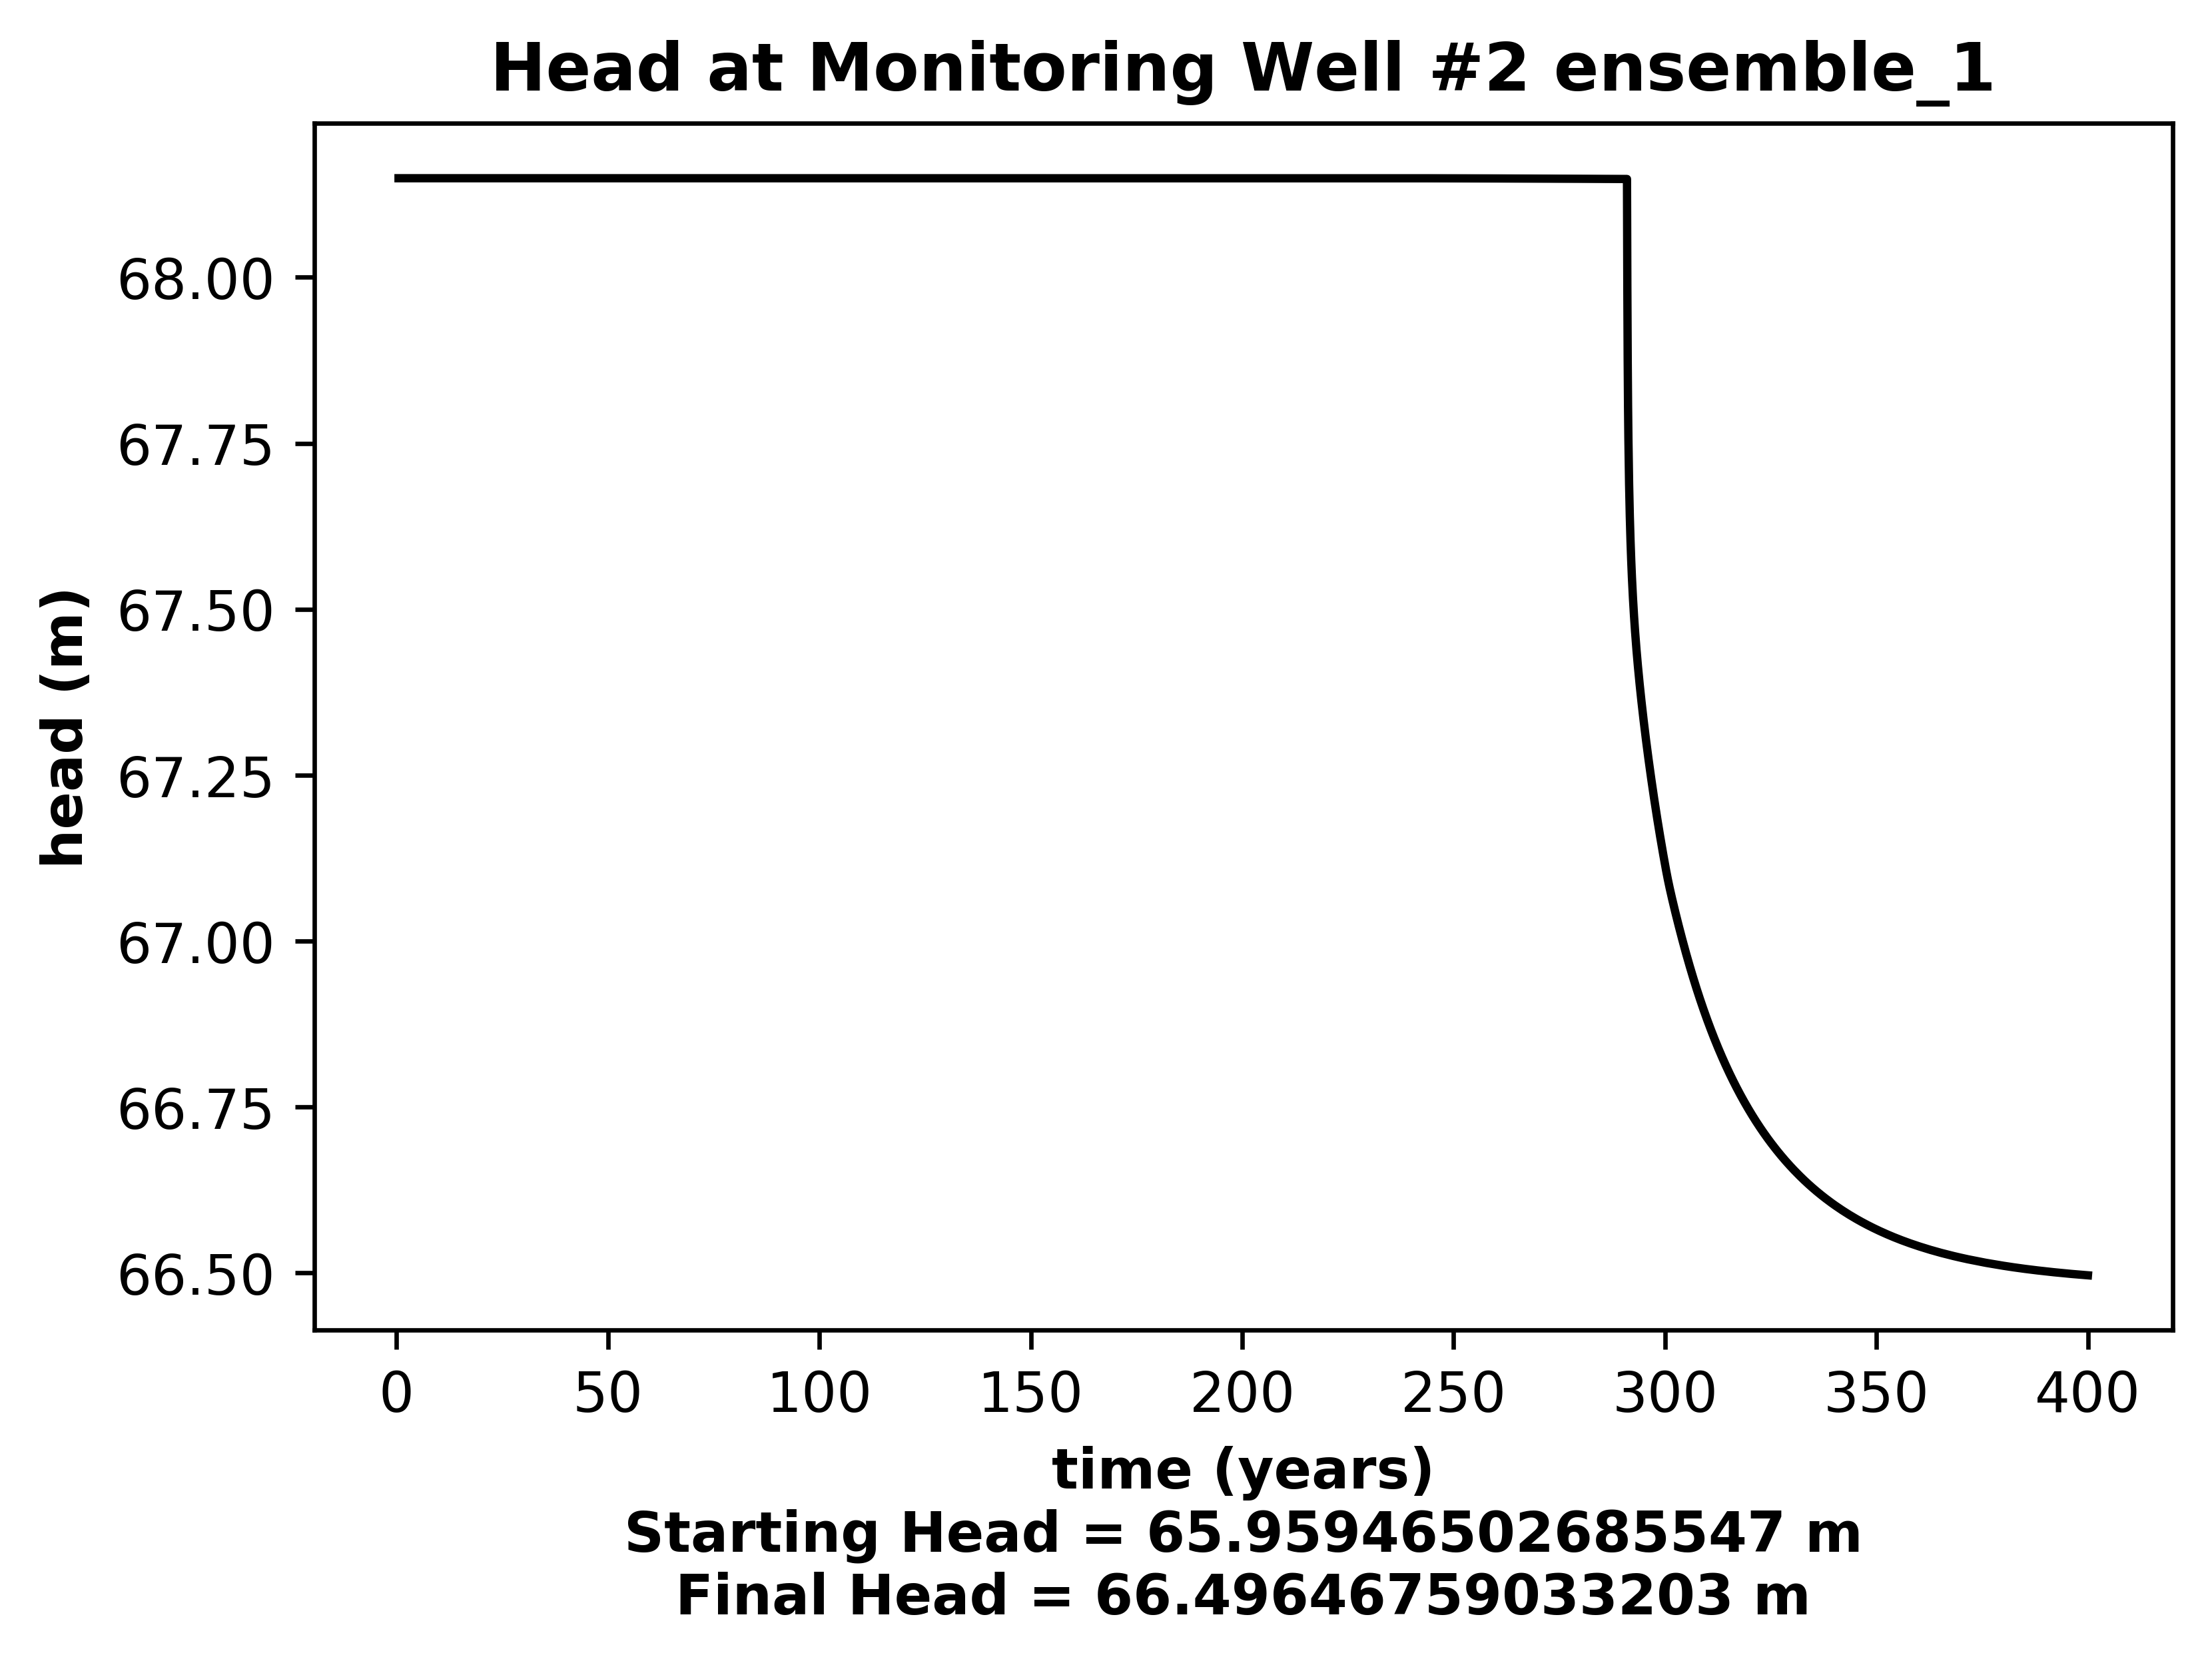 Head at Monitoring Well #2 ensemble_1
head (m)
68.00
67.75
67.50
67.25
67.00
66.75
66.50
0 50 100 150 200 250 300 350 400
time (years)
Starting Head = 65.95946502685547 m
Final Head = 66.49646759033203 m